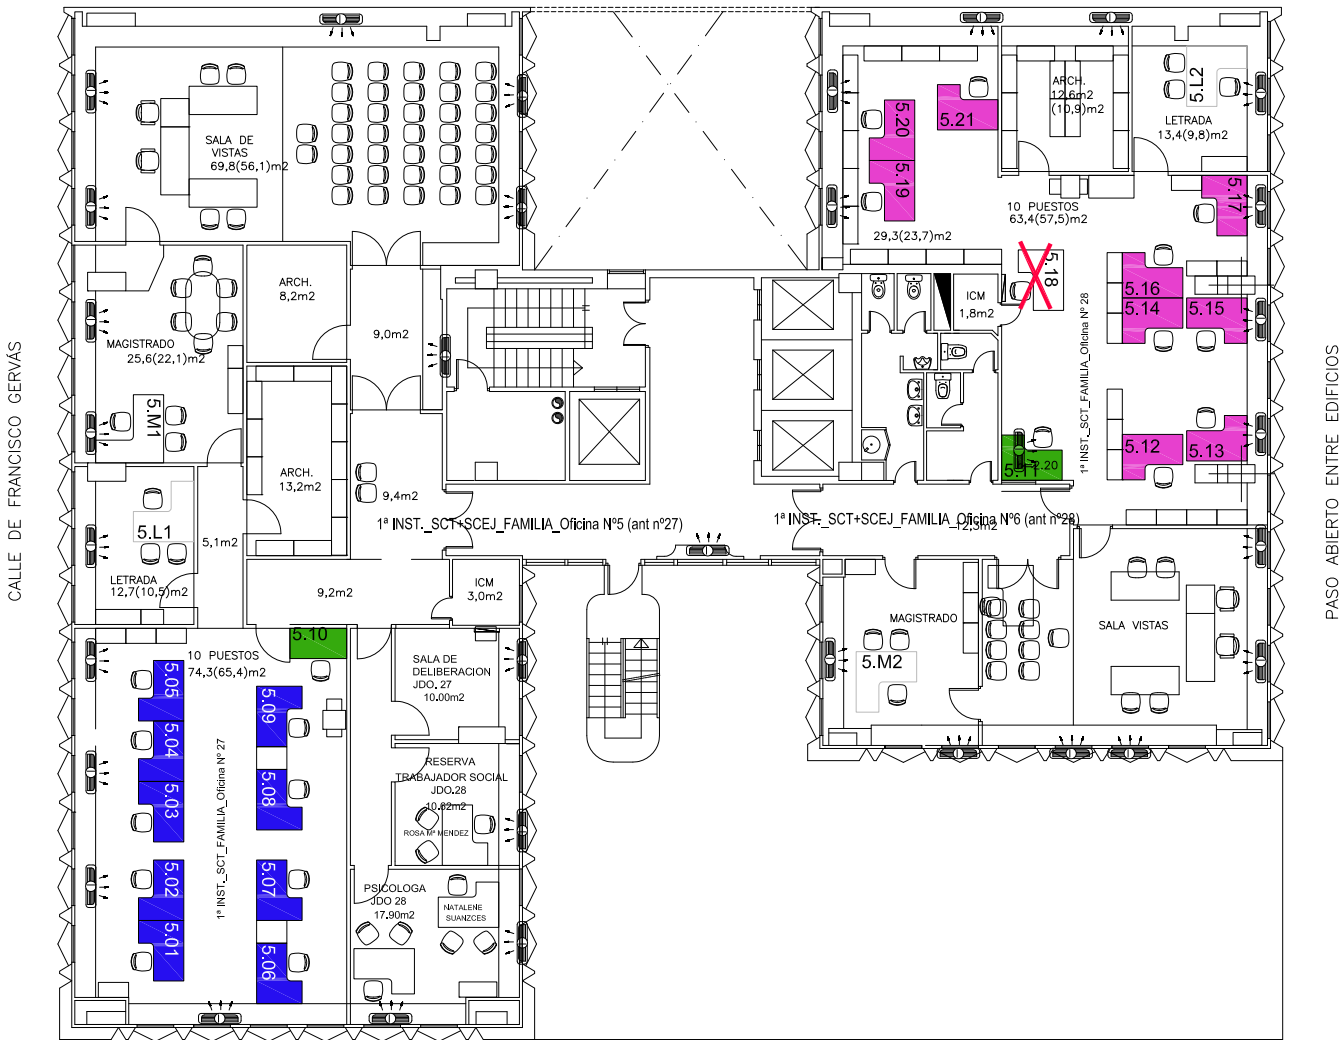 CALLE DE FRANCISCO GERVÁS
PASO ABIERTO ENTRE EDIFICIOS
SALA DE
VISTAS
69,8(56,1)m2
ARCH.
8,2m2
9,0m2
MAGISTRADO
25,6(22,1)m2
5.M1
ARCH.
13,2m2
9,4m2
5.L1
5,1m2
LETRADA
12,7(10,5)m2
9,2m2
ICM
3,0m2
1ª INST._SCT+SCEJ_FAMILIA_Oficina Nº5 (ant nº27)
5.10
10 PUESTOS
74,3(65,4)m2
5.05
5.04
5.03
5.02
5.01
5.09
5.08
5.07
5.06
1ª INST._SCT_FAMILIA_Oficina Nº 27
SALA DE
DELIBERACION
JDO. 27
10.00m2
RESERVA
TRABAJADOR SOCIAL
JDO.28
10.62m2
ROSA Mª MENDEZ
PSICOLOGA
JDO 28
17.90m2
NATALENE
SUANZCES
5.20
5.19
5.21
29,3(23,7)m2
ARCH.
12,6m2
(10,9)m2
5.L2
LETRADA
13,4(9,8)m2
10 PUESTOS
63,4(57,5)m2
5.17
5.18
ICM
1,8m2
5.16
5.14
5.15
1ª INST._SCT_FAMILIA_Oficina Nº 28
5.12
5.13
5.11
2.20
1ª INST._SCT+SCEJ_FAMILIA_Oficina Nº6 (ant nº28)
12,5m2
MAGISTRADO
5.M2
SALA VISTAS